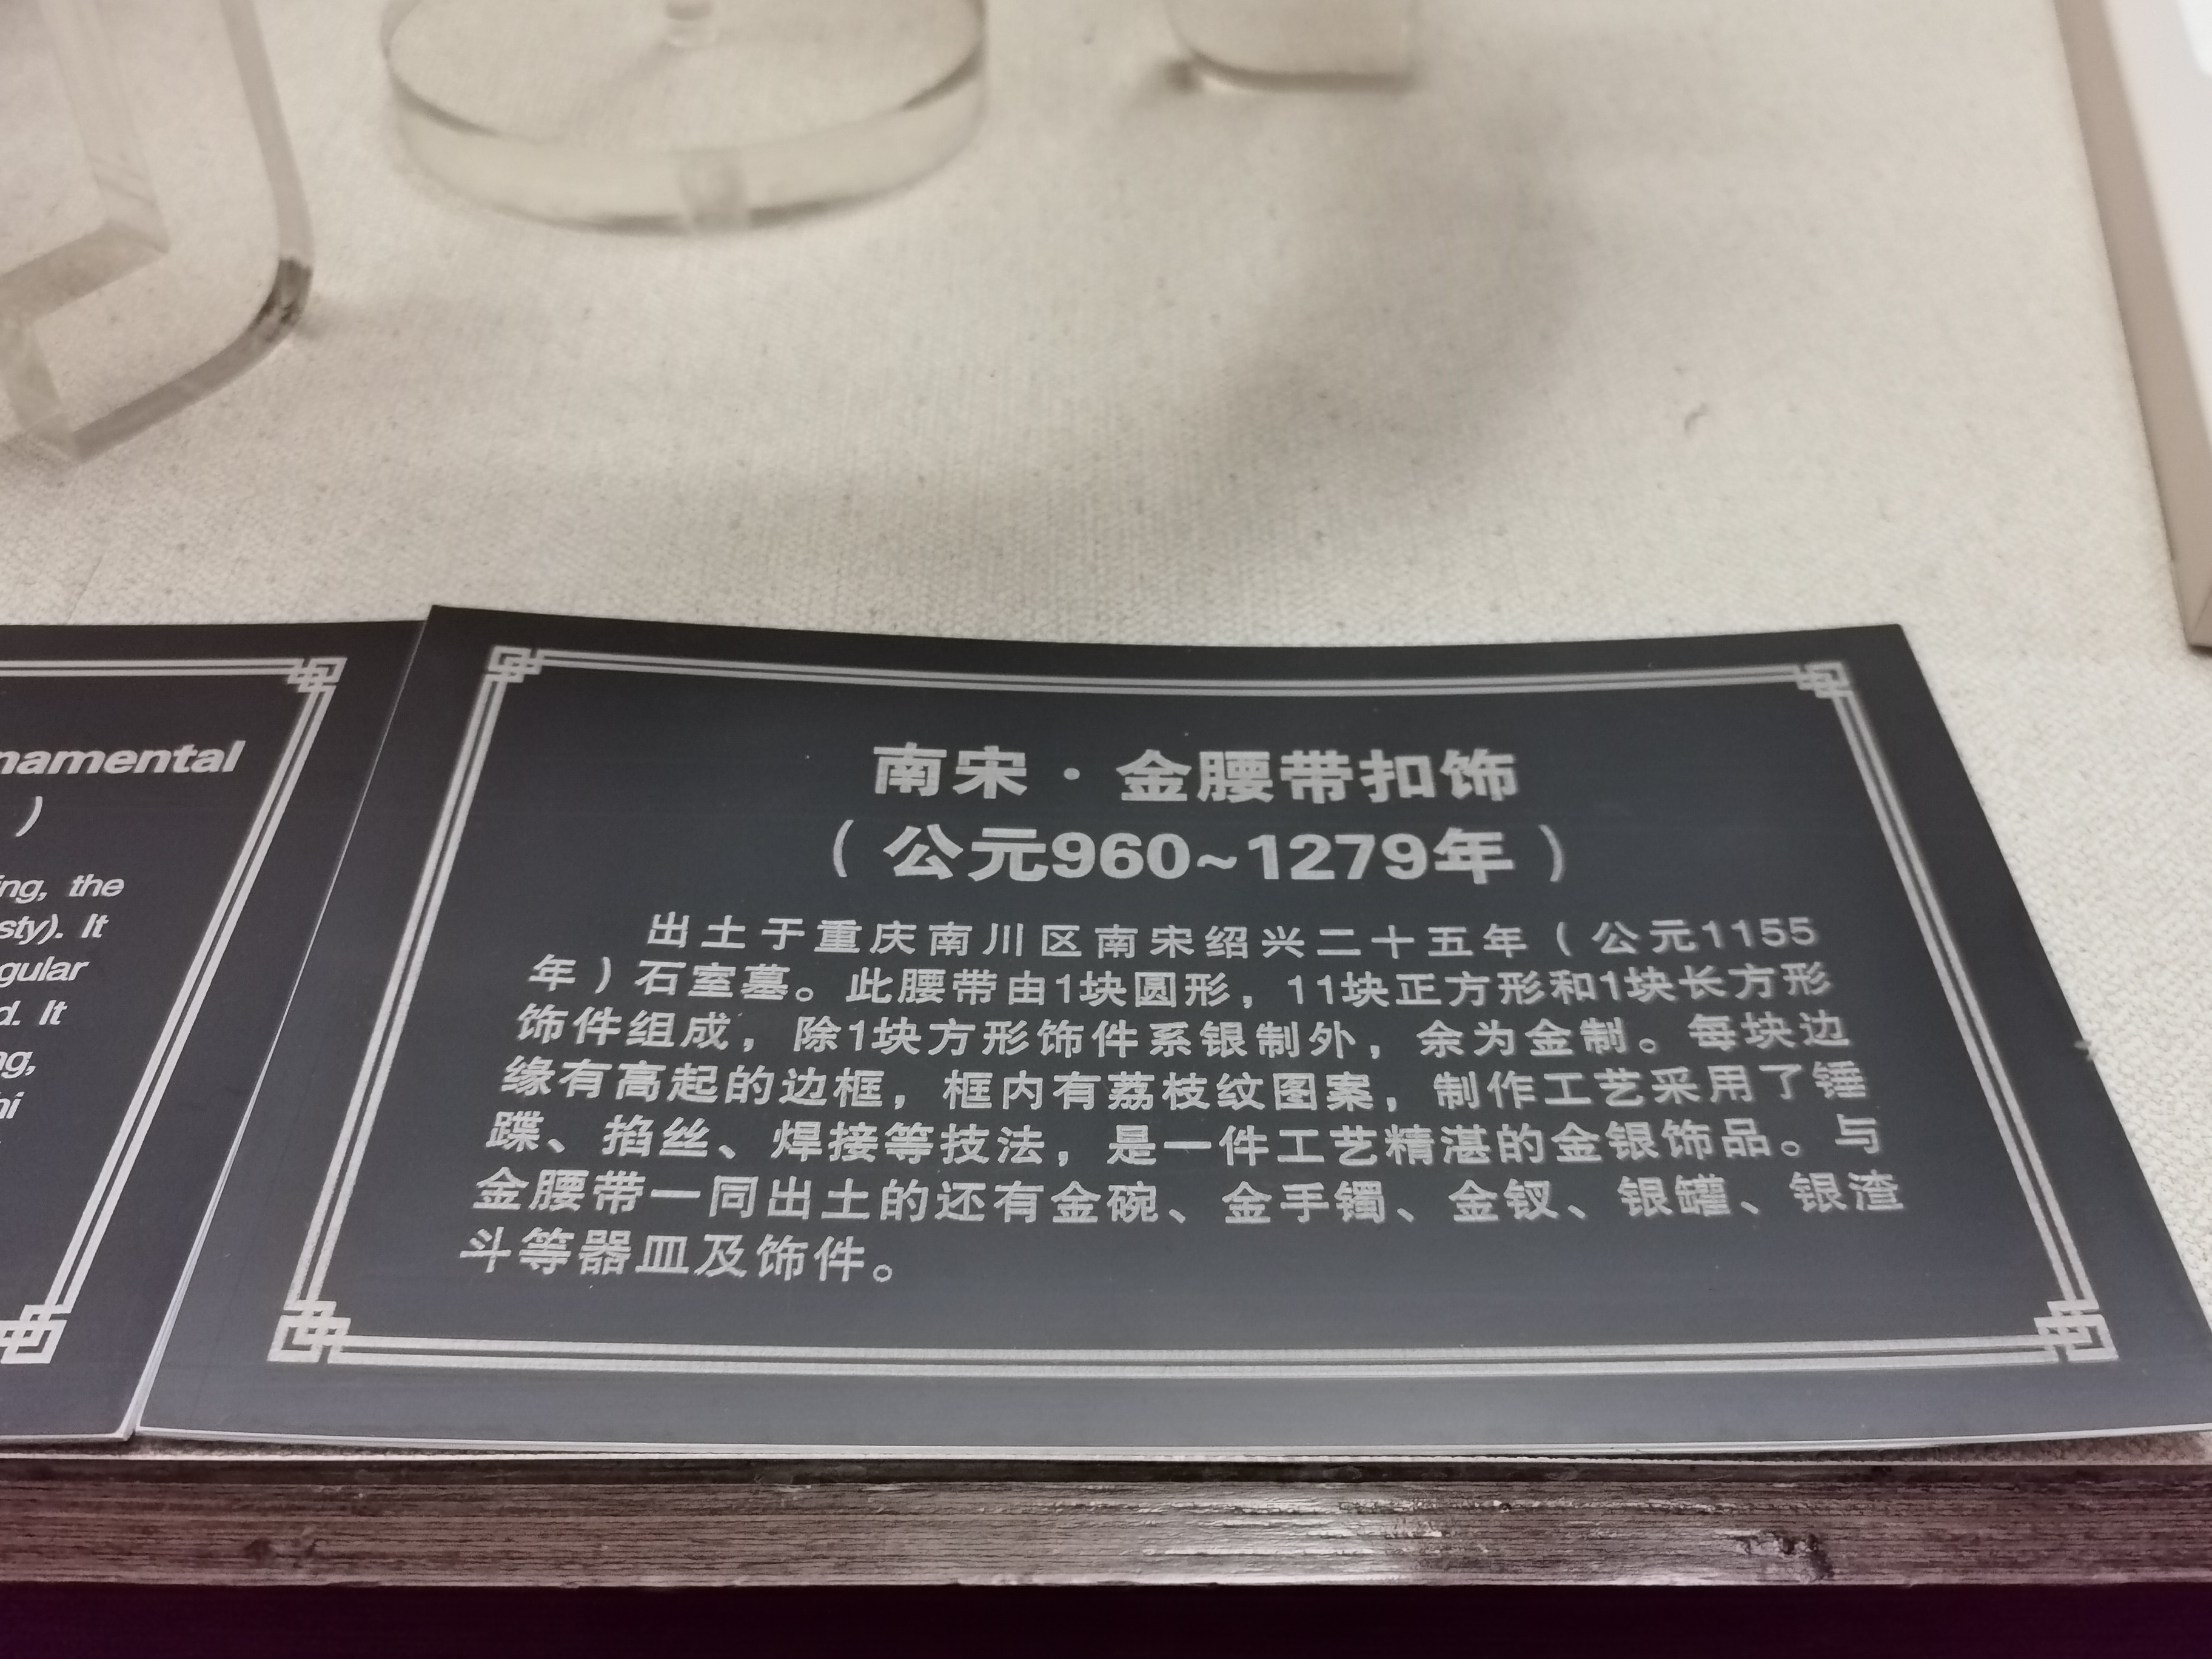 namental
)
ing, the
sty). It
gular
d. It
ng,
hi
南宋·金腰带扣饰
（公元960~1279年）
出土于重庆南川区南宋绍兴二十五年（公元1155
年）石室墓。此腰带由1块圆形，11块正方形和1块长方形
饰件组成，除1块方形饰件系银制外，余为金制。每块边
缘有高起的边框，框内有荔枝纹图案，制作工艺采用了锤
蹀、掐丝、焊接等技法，是一件工艺精湛的金银饰品。与
金腰带一同出土的还有金碗、金手镯、金钗、银罐、银渣
斗等器皿及饰件。